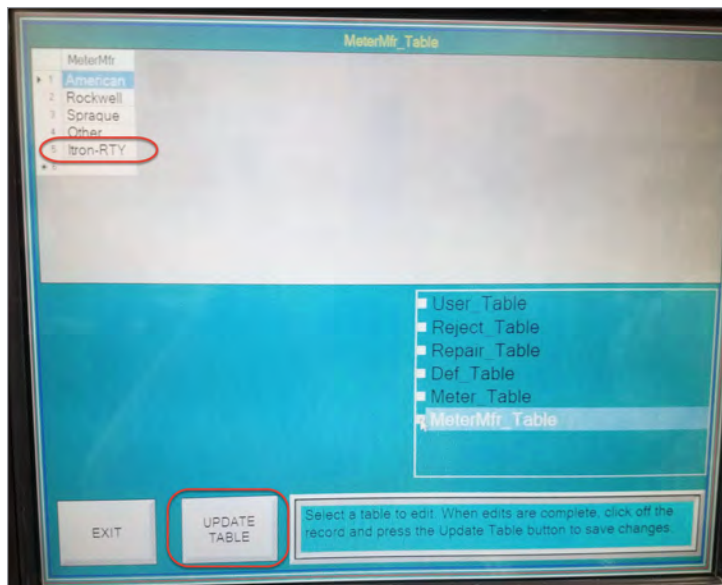 MeterMfr_Table
MeterMfr
1 American
2 Rockwell
3 Spraque
4 Other
5 Itron-RTY
6
User_Table
Reject_Table
Repair_Table
Def_Table
Meter_Table
MeterMfr_Table
EXIT
UPDATE
TABLE
Select a table to edit. When edits are complete, click off the
record and press the Update Table button to save changes.